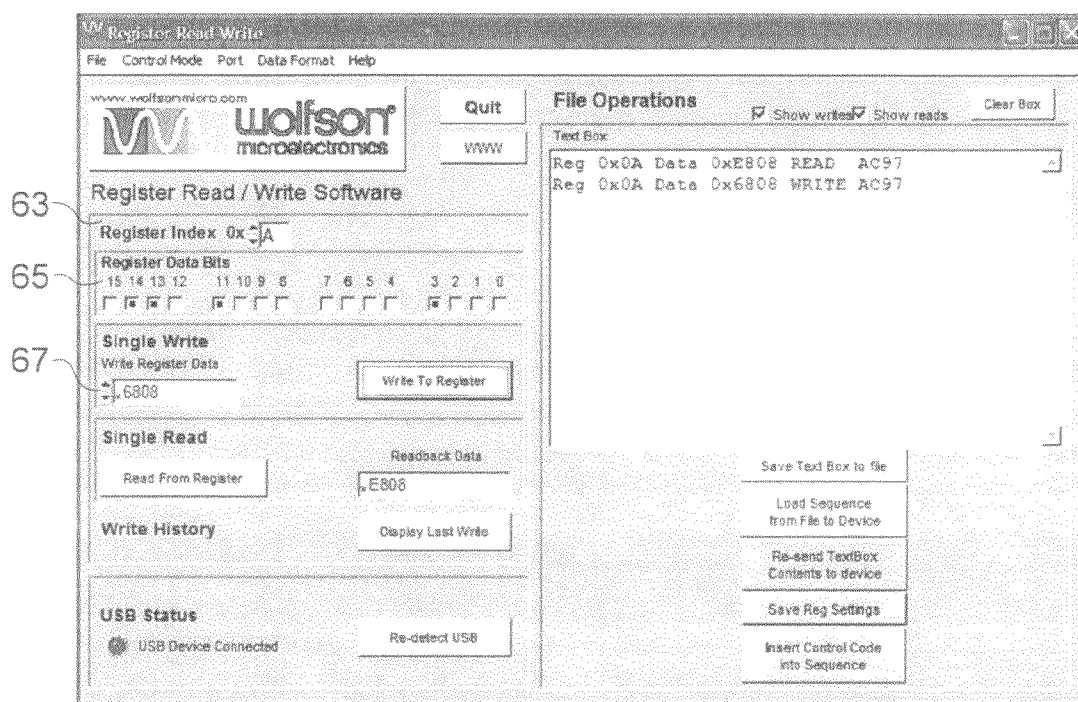 Register Read Write
File Control Mode Port Data Format Help
www.wolfsonmicro.com
wolfson®
microelectronics
Quit
WWW
Register Read / Write Software
63
Register Index 0x A
65
Register Data Bits
15 14 13 12 11 10 9 8 7 6 5 4 3 2 1 0
67
Single Write
Write Register Data
6808
Write To Register
Single Read
Read From Register
Readback Data
E808
Write History
Display Last Write
USB Status
USB Device Connected
Re-detect USB
File Operations
Show writes Show reads
Clear Box
Text Box
Reg 0x0A Data 0xE808 READ AC97
Reg 0x0A Data 0x6808 WRITE AC97
Save Text Box to file
Load Sequence
from File to Device
Re-send TextBox
Contents to device
Save Reg Settings
Insert Control Code
into Sequence